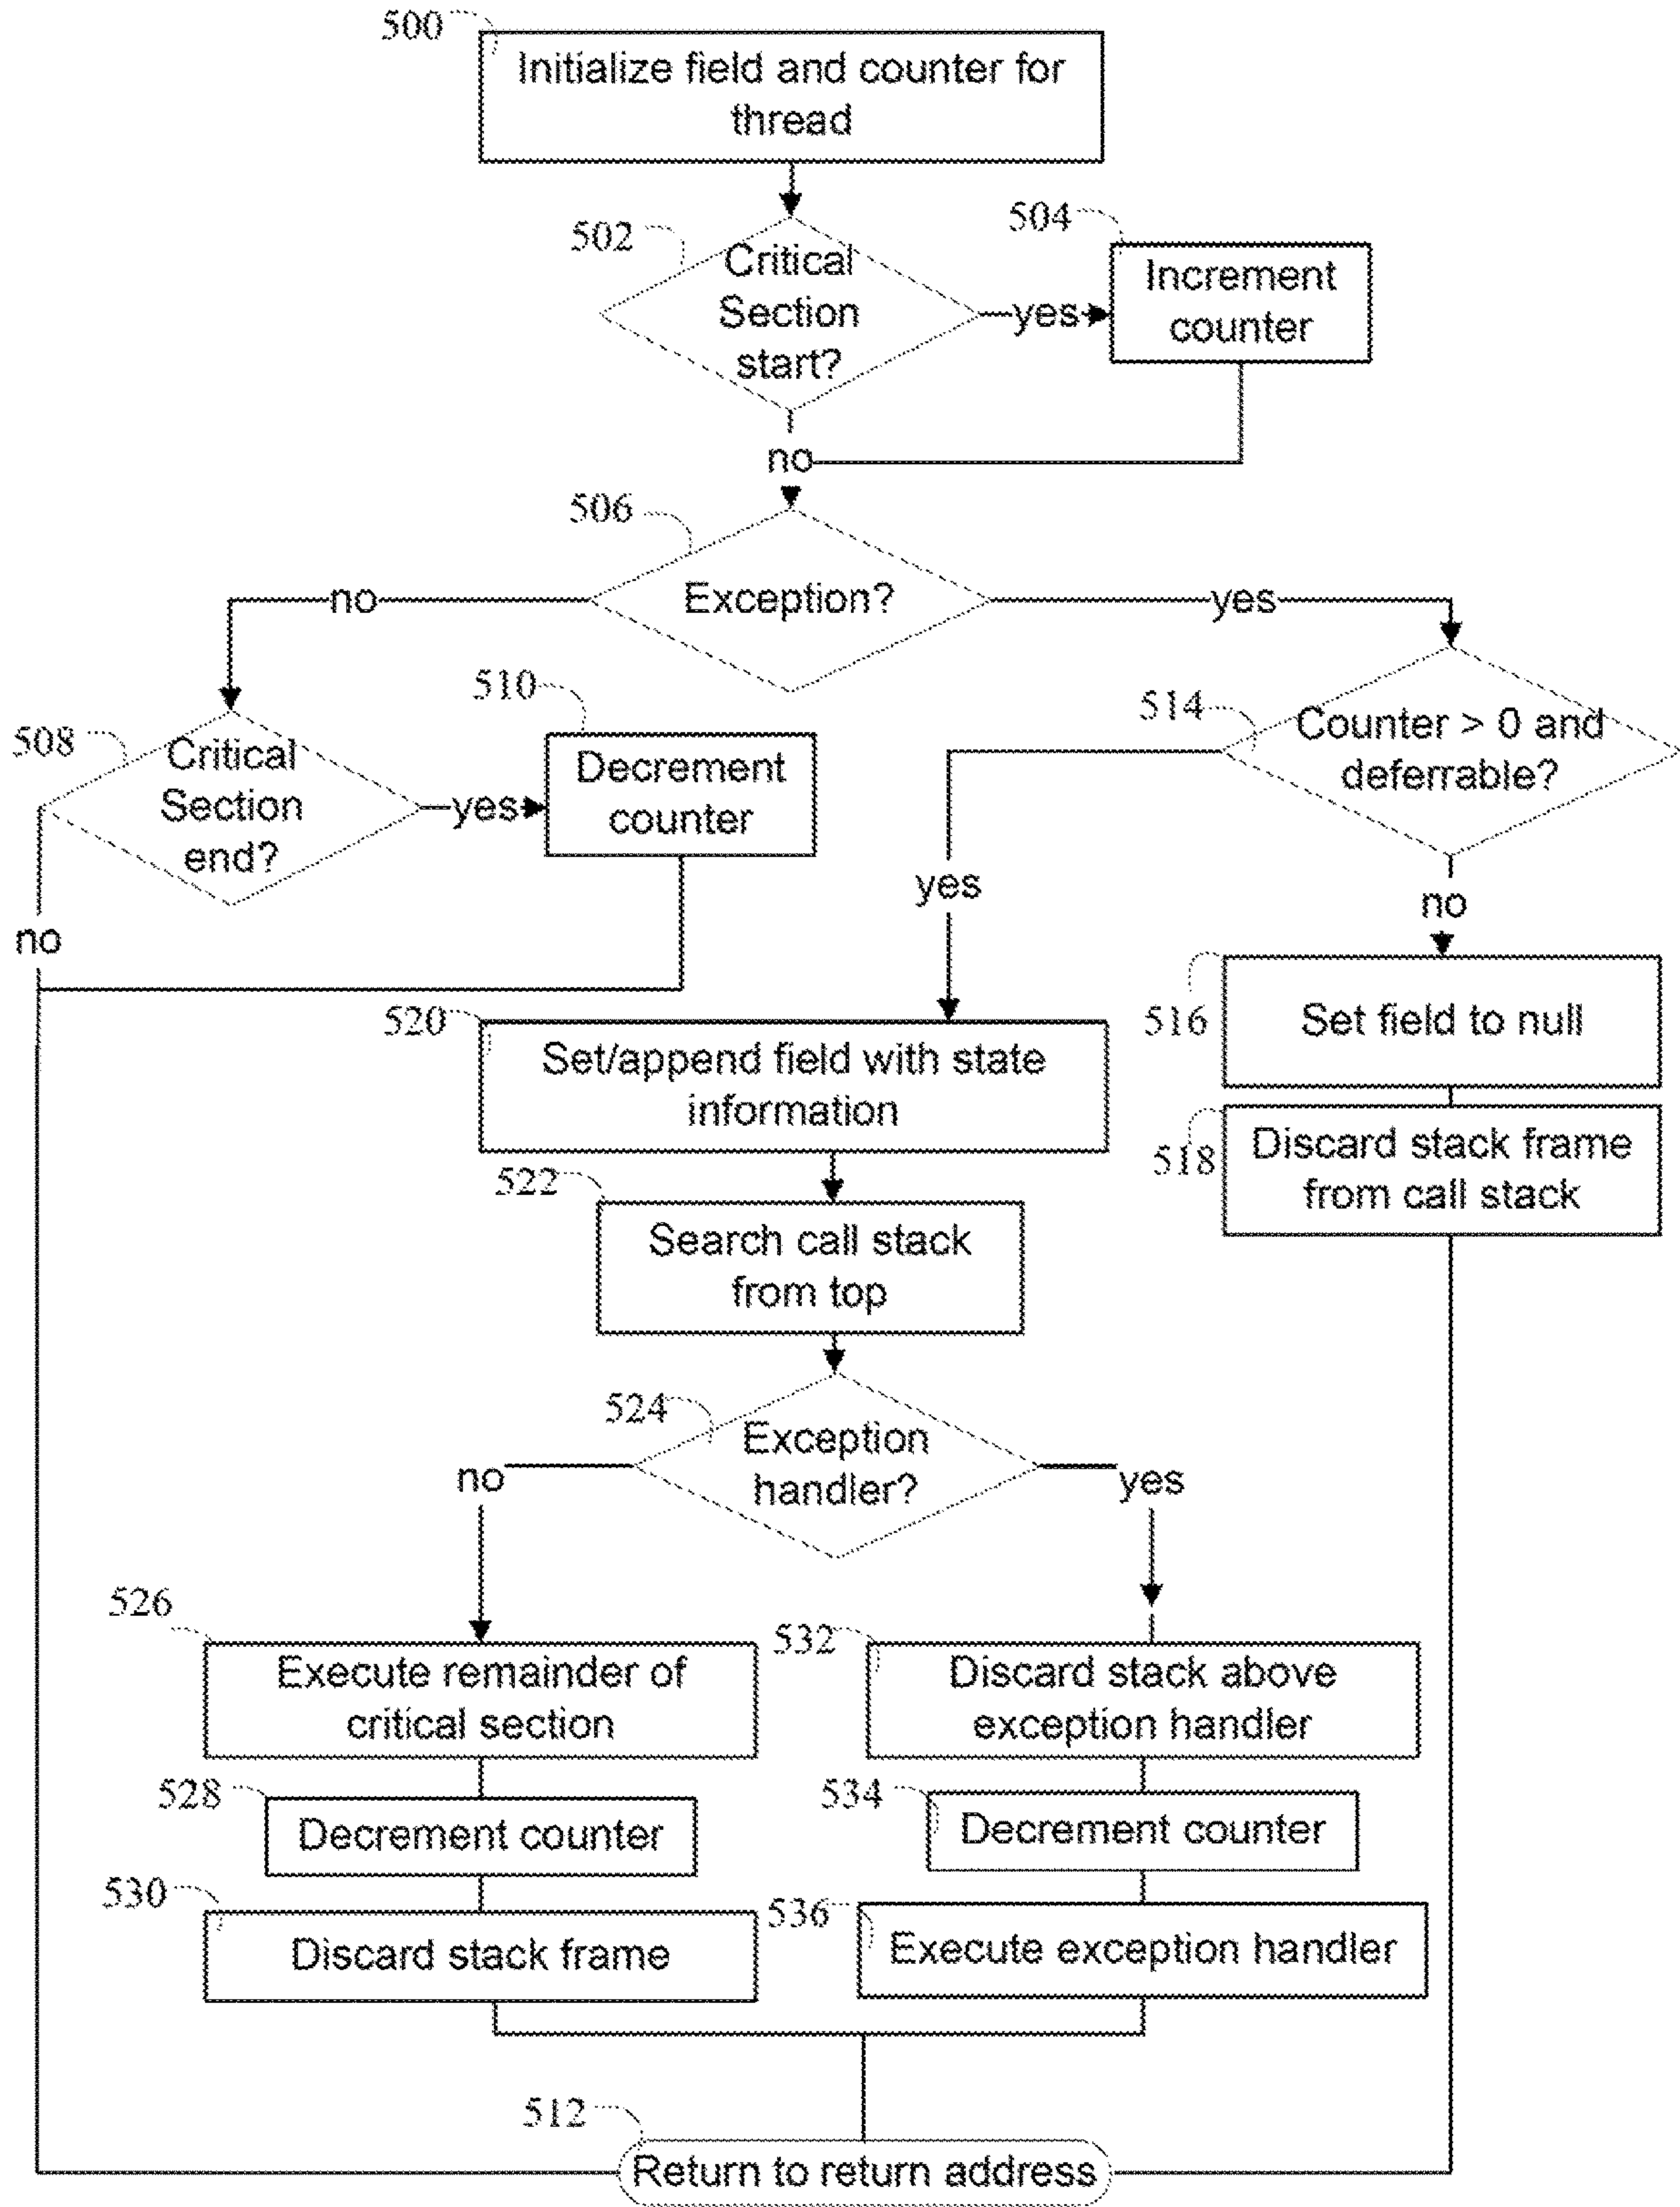 500
Initialize field and counter for
thread
502
Critical
Section
start?
yes
504
Increment
counter
no
506
Exception?
no
yes
508
Critical
Section
end?
yes
510
Decrement
counter
no
514
Counter > 0 and
deferrable?
yes
no
516
Set field to null
518
Discard stack frame
from call stack
520
Set/append field with state
information
522
Search call stack
from top
524
Exception
handler?
no
yes
526
Execute remainder of
critical section
528
Decrement counter
530
Discard stack frame
532
Discard stack above
exception handler
534
Decrement counter
536
Execute exception handler
512
Return to return address